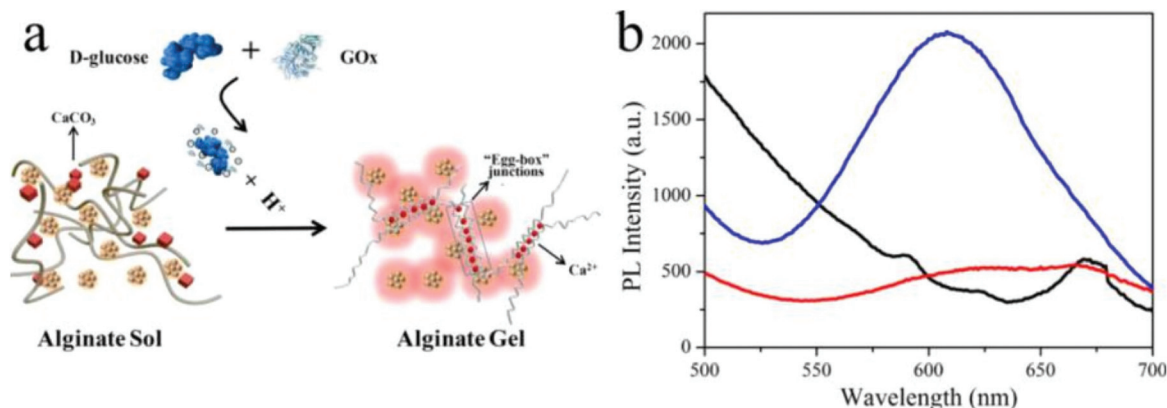 a
D-glucose + GOx
CaCO₃
+ H⁺
"Egg-box"
junctions
Ca²⁺
Alginate Sol
Alginate Gel
b
PL Intensity (a.u.)
2000
1500
1000
500
0
500 550 600 650 700
Wavelength (nm)